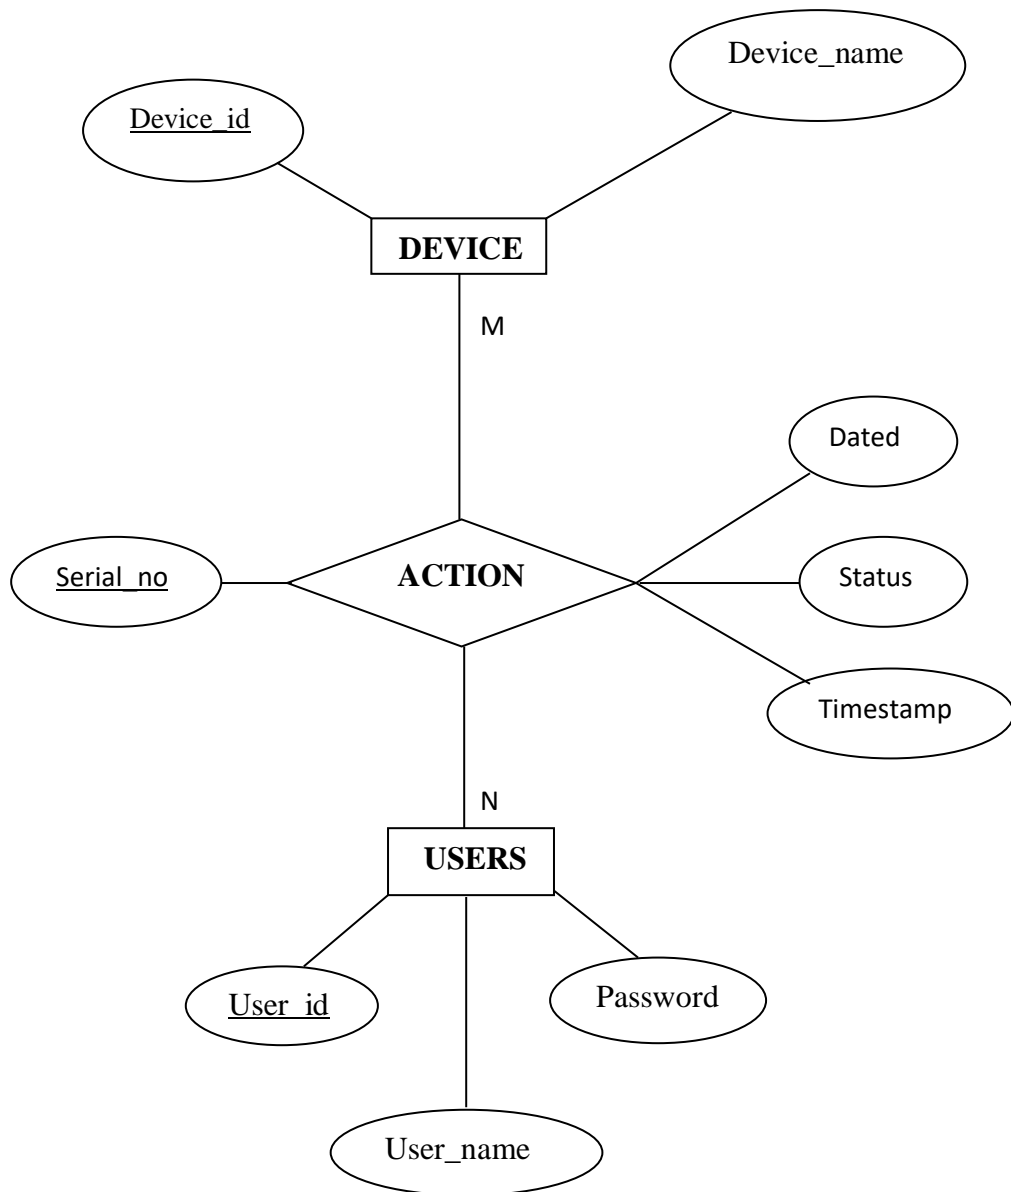 Device_name
Device_id
DEVICE
M
Dated
Serial_no
ACTION
Status
Timestamp
N
USERS
User_id
Password
User_name